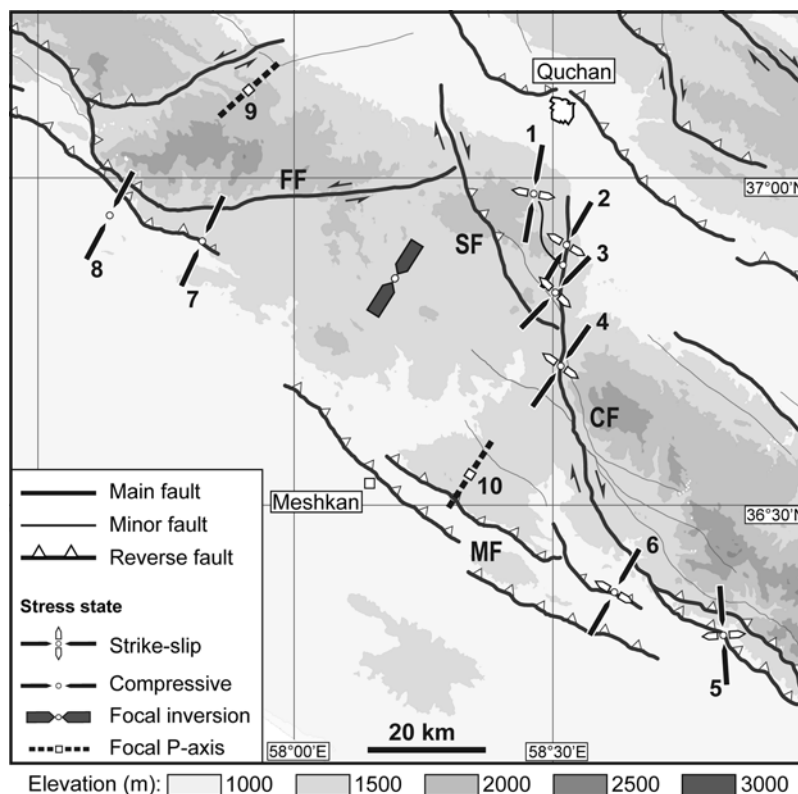 Quchan
9
1
2
37°00'N
FF
SF
3
8
7
4
CF
10
Meshkan
36°30'N
MF
6
5
Main fault
Minor fault
Reverse fault
Stress state
Strike-slip
Compressive
Focal inversion
Focal P-axis
20 km
58°00'E
58°30'E
Elevation (m): 1000 1500 2000 2500 3000